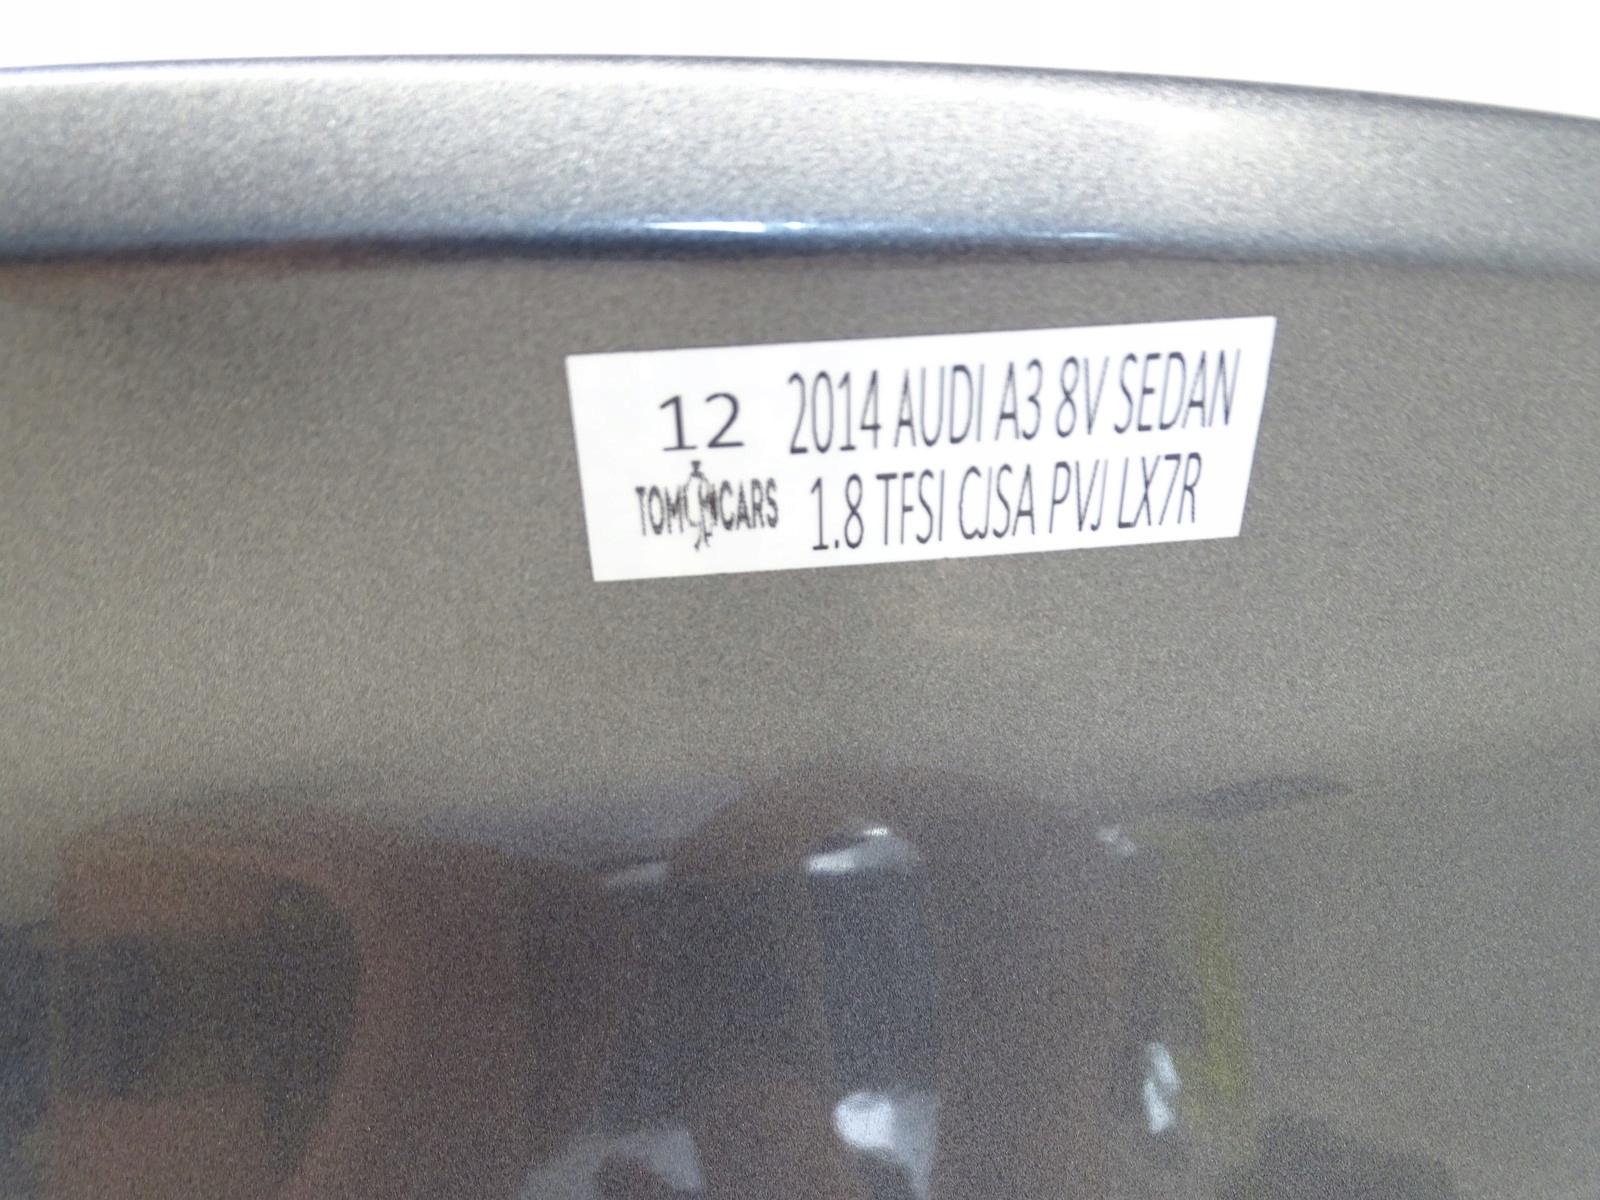 12
TOM CARS
2014 AUDI A3 8V SEDAN
1.8 TFSI CJSA PVJ LX7R